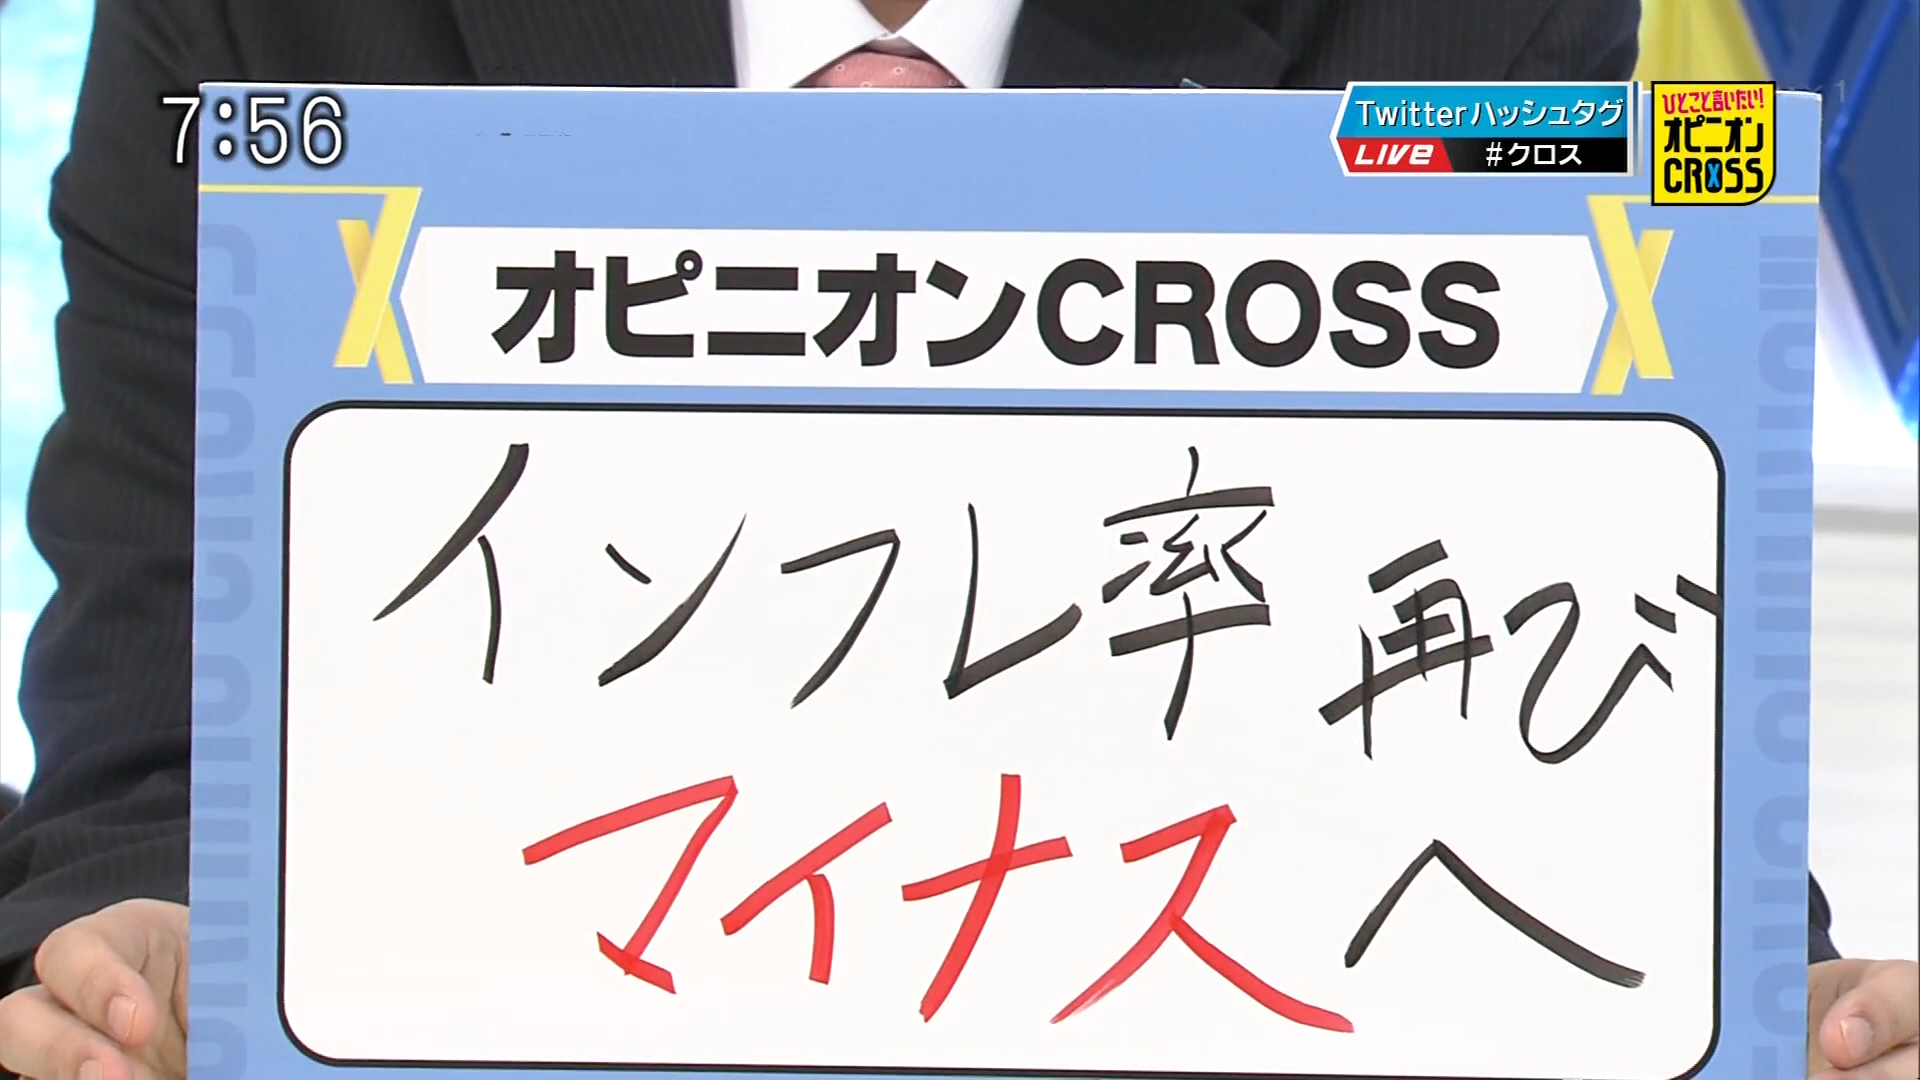 7:56
Twitterハッシュタグ
LIVE #クロス
ひとこと言いたい!
オピニオン
CROSS
オピニオンCROSS
インフレ率 再び
マイナスへ